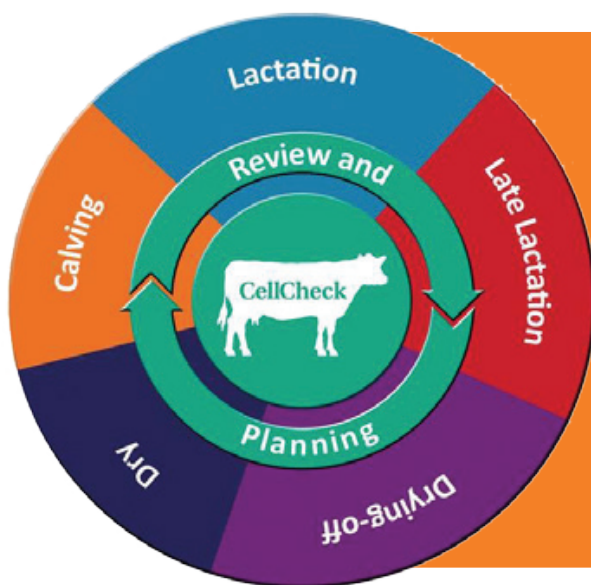 Lactation
Late Lactation
Drying-off
Dry
Calving
Review and
Planning
CellCheck